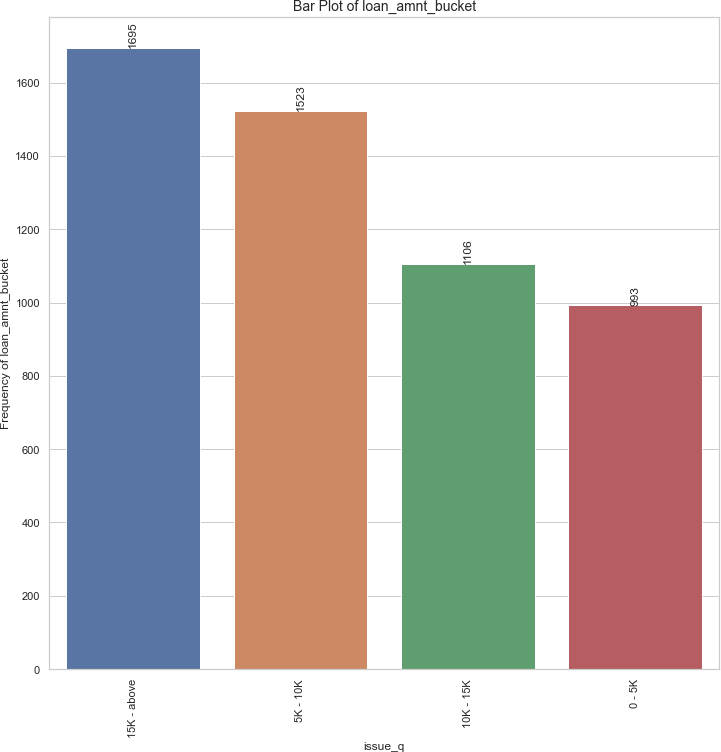 Bar Plot of loan_amnt_bucket
Frequency of loan_amnt_bucket
1600
1400
1200
1000
800
600
400
200
0
1695
1523
1106
993
15K - above
5K - 10K
10K - 15K
0 - 5K
issue_q